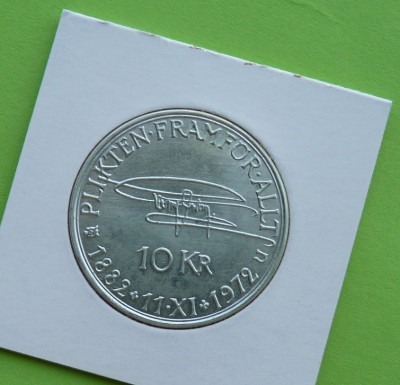 PLIKTEN·FRAMFÖR·ALLT
10 KR
1882·11·XI·1972
U